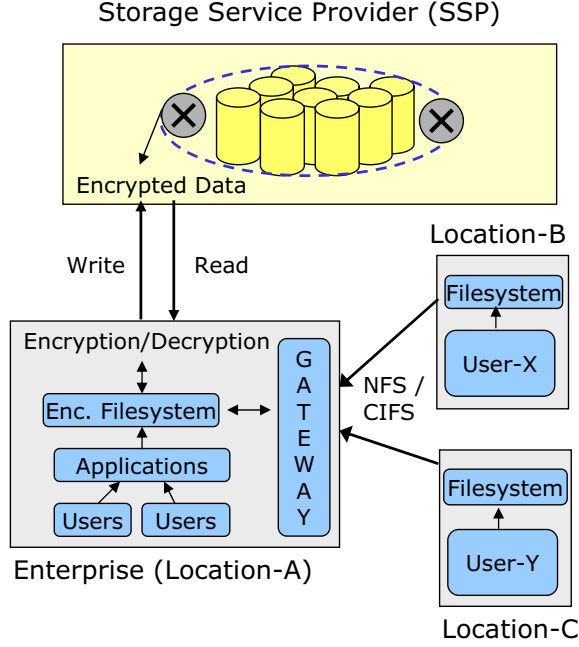 Storage Service Provider (SSP)
Encrypted Data
Write
Read
Location-B
Filesystem
User-X
Encryption/Decryption
Enc. Filesystem
Applications
Users
Users
G
A
T
E
W
A
Y
NFS /
CIFS
Filesystem
User-Y
Enterprise (Location-A)
Location-C